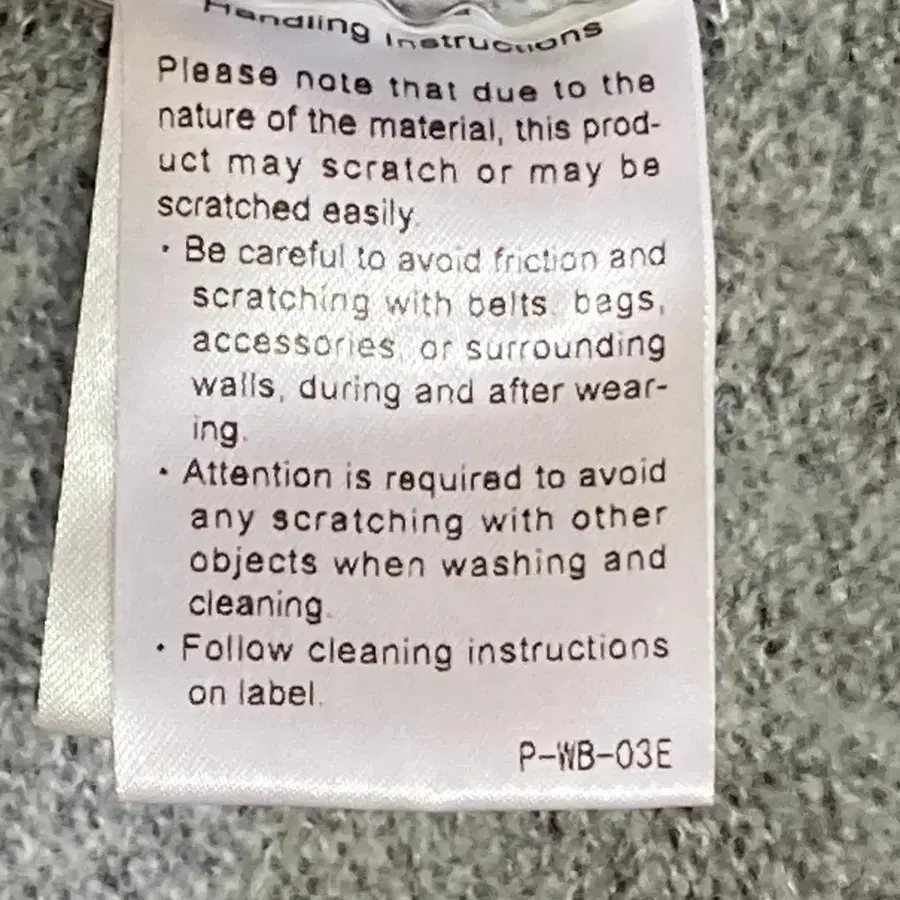 Handling Instructions
Please note that due to the
nature of the material, this prod-
uct may scratch or may be
scratched easily.
· Be careful to avoid friction and
scratching with belts, bags,
accessories, or surrounding
walls, during and after wear-
ing.
· Attention is required to avoid
any scratching with other
objects when washing and
cleaning.
· Follow cleaning instructions
on label.
P-WB-03E